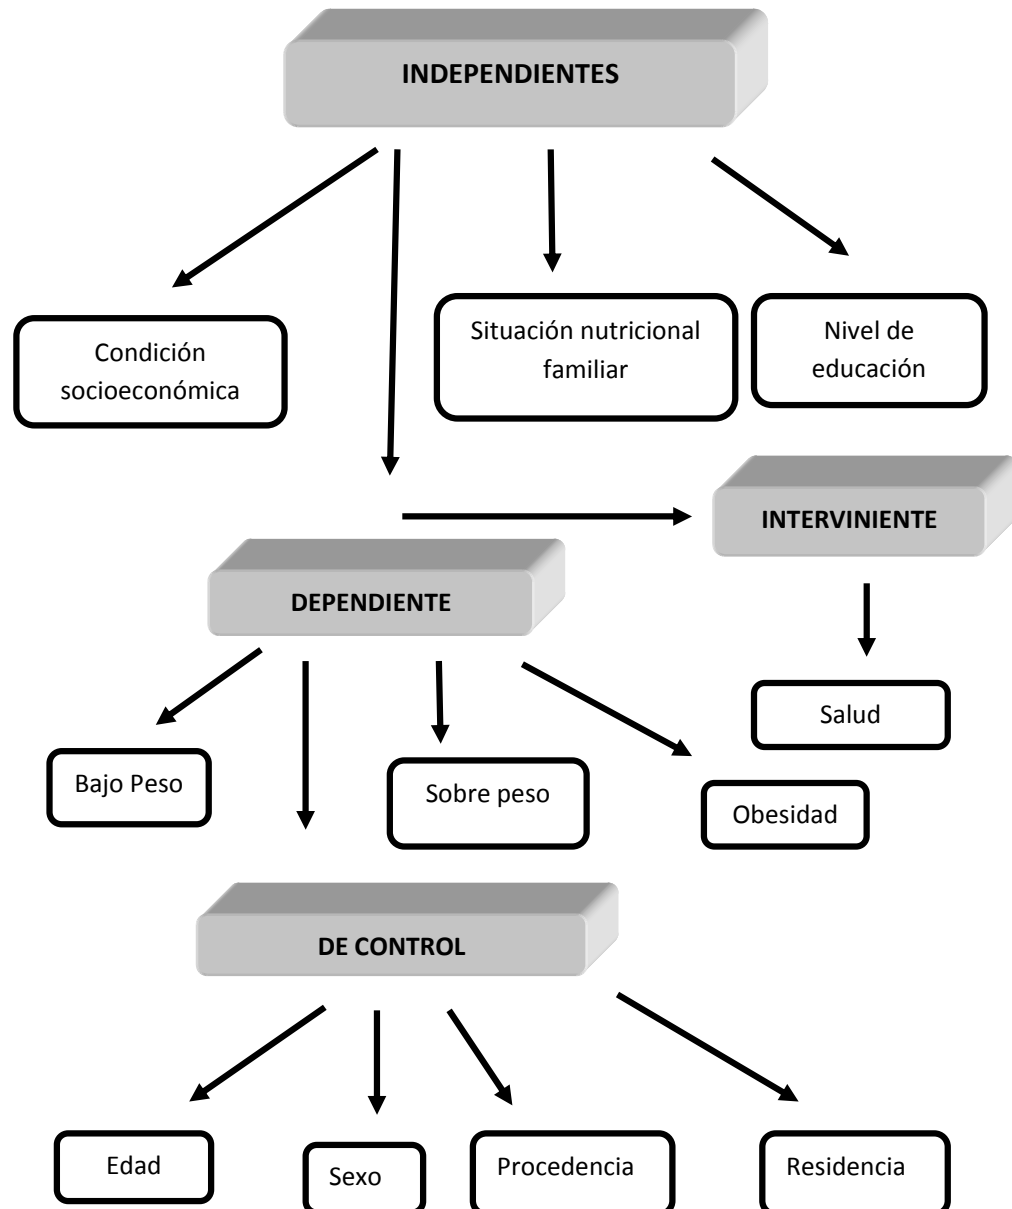 INDEPENDIENTES
Condición
socioeconómica
Situación nutricional
familiar
Nivel de
educación
INTERVINIENTE
DEPENDIENTE
Salud
Bajo Peso
Sobre peso
Obesidad
DE CONTROL
Edad
Sexo
Procedencia
Residencia